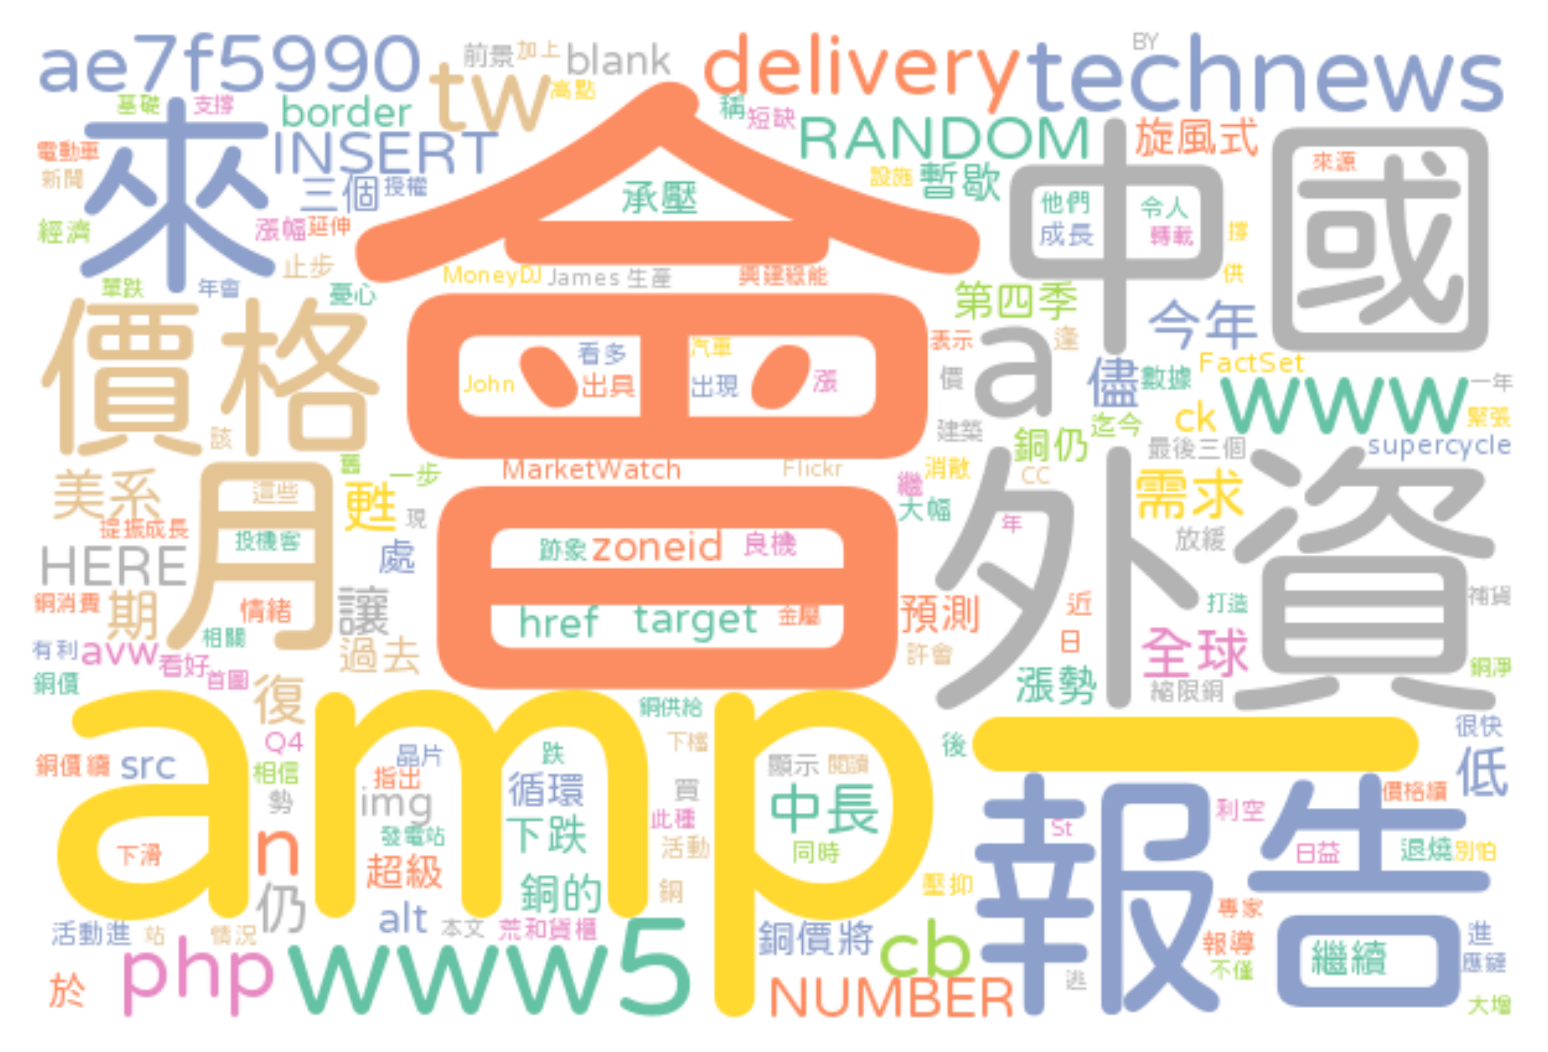 ae7f5990
前景
加上
blank
delivery
BY
technews
tw
高點
基礎
支撐
border
稱
短缺
RANDOM
旋風式
電動車
來
INSERT
新聞
三個
授權
承壓
設施
暫歇
中國
來源
他們
令人
成長
轉載
撐
供
經濟
漲幅
延伸
止步
MoneyDJ
James
生產
興建綠能
單跌
年會
憂心
會
第四季
今年
價格
看多
汽車
表示
a
逢
John
出具
出現
漲
價
儘
數據
FactSet
www
一年
ck
緊張
該
建築
銅仍
迄今
最後三個
supercycle
舊
一步
MarketWatch
Flickr
消散
CC
美系
這些
甦
現
繼
大幅
年
需求
外資
提振成長
投機客
處
跡象
zoneid
良機
放緩
HERE
月
銅消費
期
情緒
讓
href
target
金屬
預測
近
日
打造
補貨
有利
avw
看好
相關
過去
許會
全球
銅價
首圖
復
漲勢
縮限銅
銅淨
amp
Q4
銅供給
下檔
後
一
很快
銅價續
src
相信
晶片
指出
跌
顯示
閱讀
低
勢
img
循環
買
中長
價格續
n
發電站
下跌
此種
St
利空
下滑
超級
活動
同時
報告
日益
退燒
別怕
仍
銅的
銅
壓抑
alt
本文
荒和貨櫃
專家
活動進
站
情況
php
www5
銅價將
cb
報導
繼續
進
應鏈
於
NUMBER
逃
不僅
大增